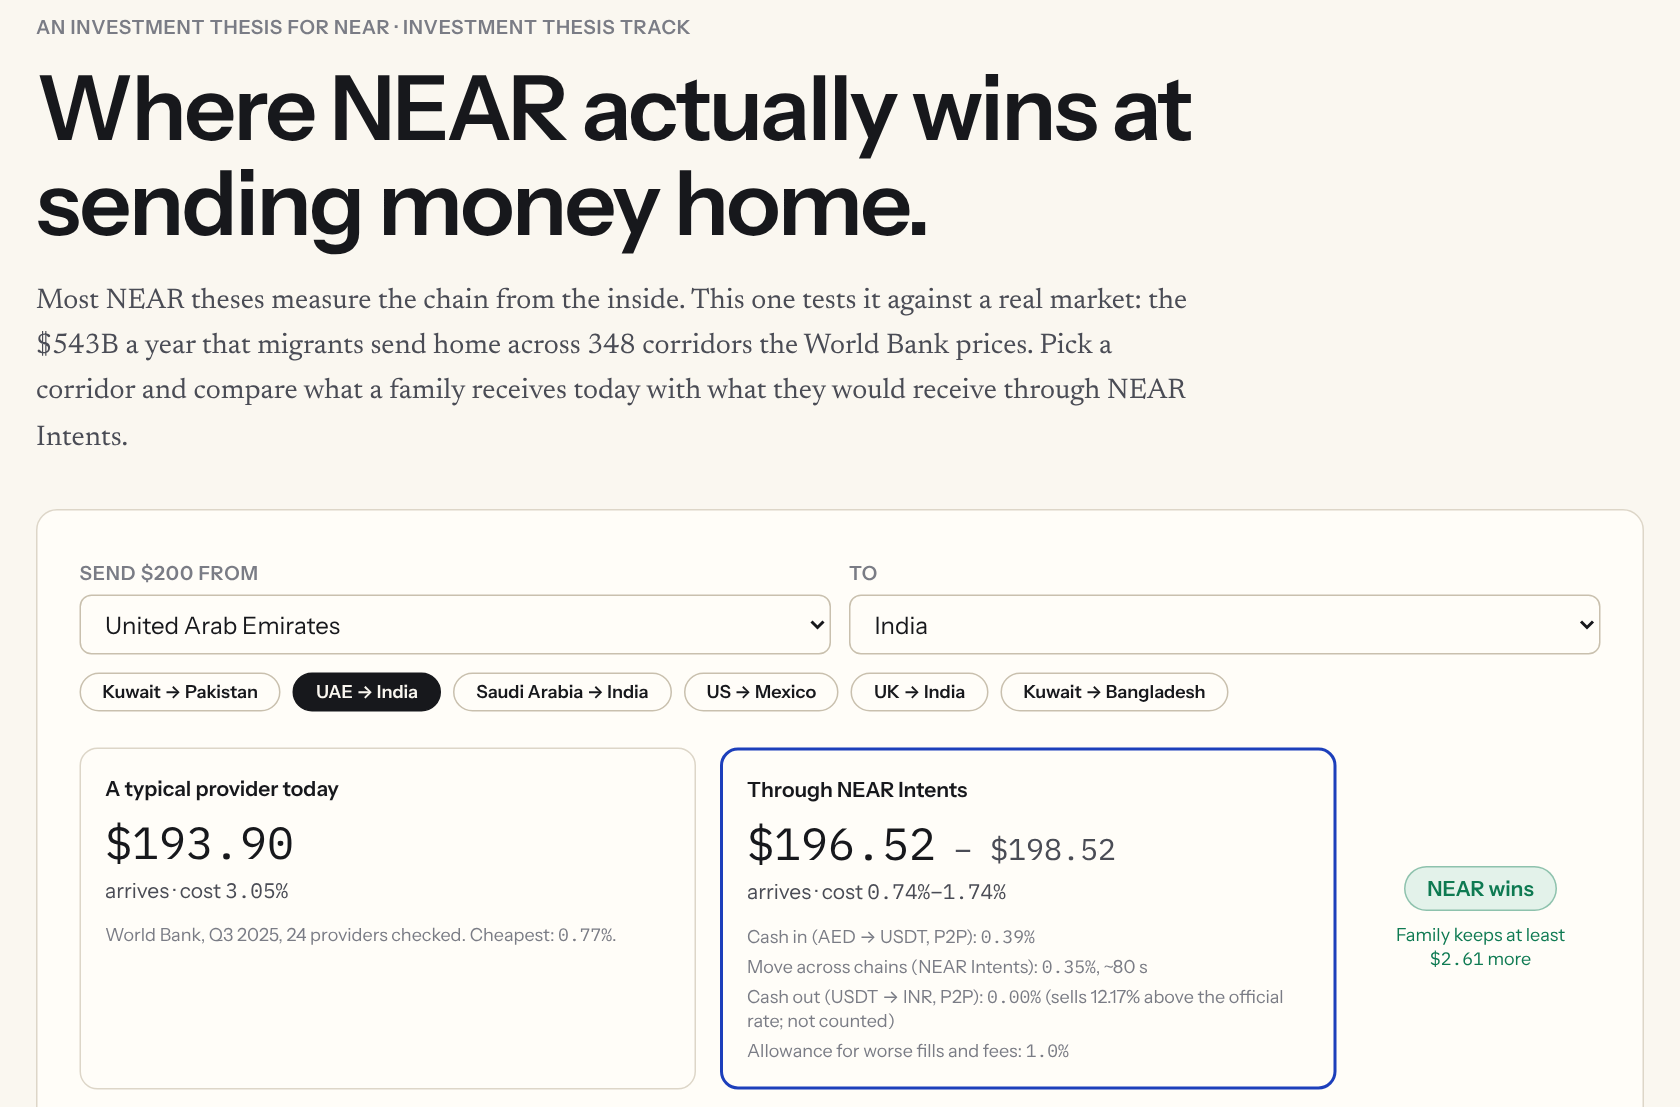 AN INVESTMENT THESIS FOR NEAR · INVESTMENT THESIS TRACK
Where NEAR actually wins at
sending money home.
Most NEAR theses measure the chain from the inside. This one tests it against a real market: the
$543B a year that migrants send home across 348 corridors the World Bank prices. Pick a
corridor and compare what a family receives today with what they would receive through NEAR
Intents.
SEND $200 FROM
United Arab Emirates
TO
India
Kuwait → Pakistan
UAE → India
Saudi Arabia → India
US → Mexico
UK → India
Kuwait → Bangladesh
A typical provider today
$193.90
arrives · cost 3.05%
World Bank, Q3 2025, 24 providers checked. Cheapest: 0.77%.
Through NEAR Intents
$196.52 – $198.52
arrives · cost 0.74%–1.74%
Cash in (AED → USDT, P2P): 0.39%
Move across chains (NEAR Intents): 0.35%, ~80 s
Cash out (USDT → INR, P2P): 0.00% (sells 12.17% above the official
rate; not counted)
Allowance for worse fills and fees: 1.0%
NEAR wins
Family keeps at least
$2.61 more